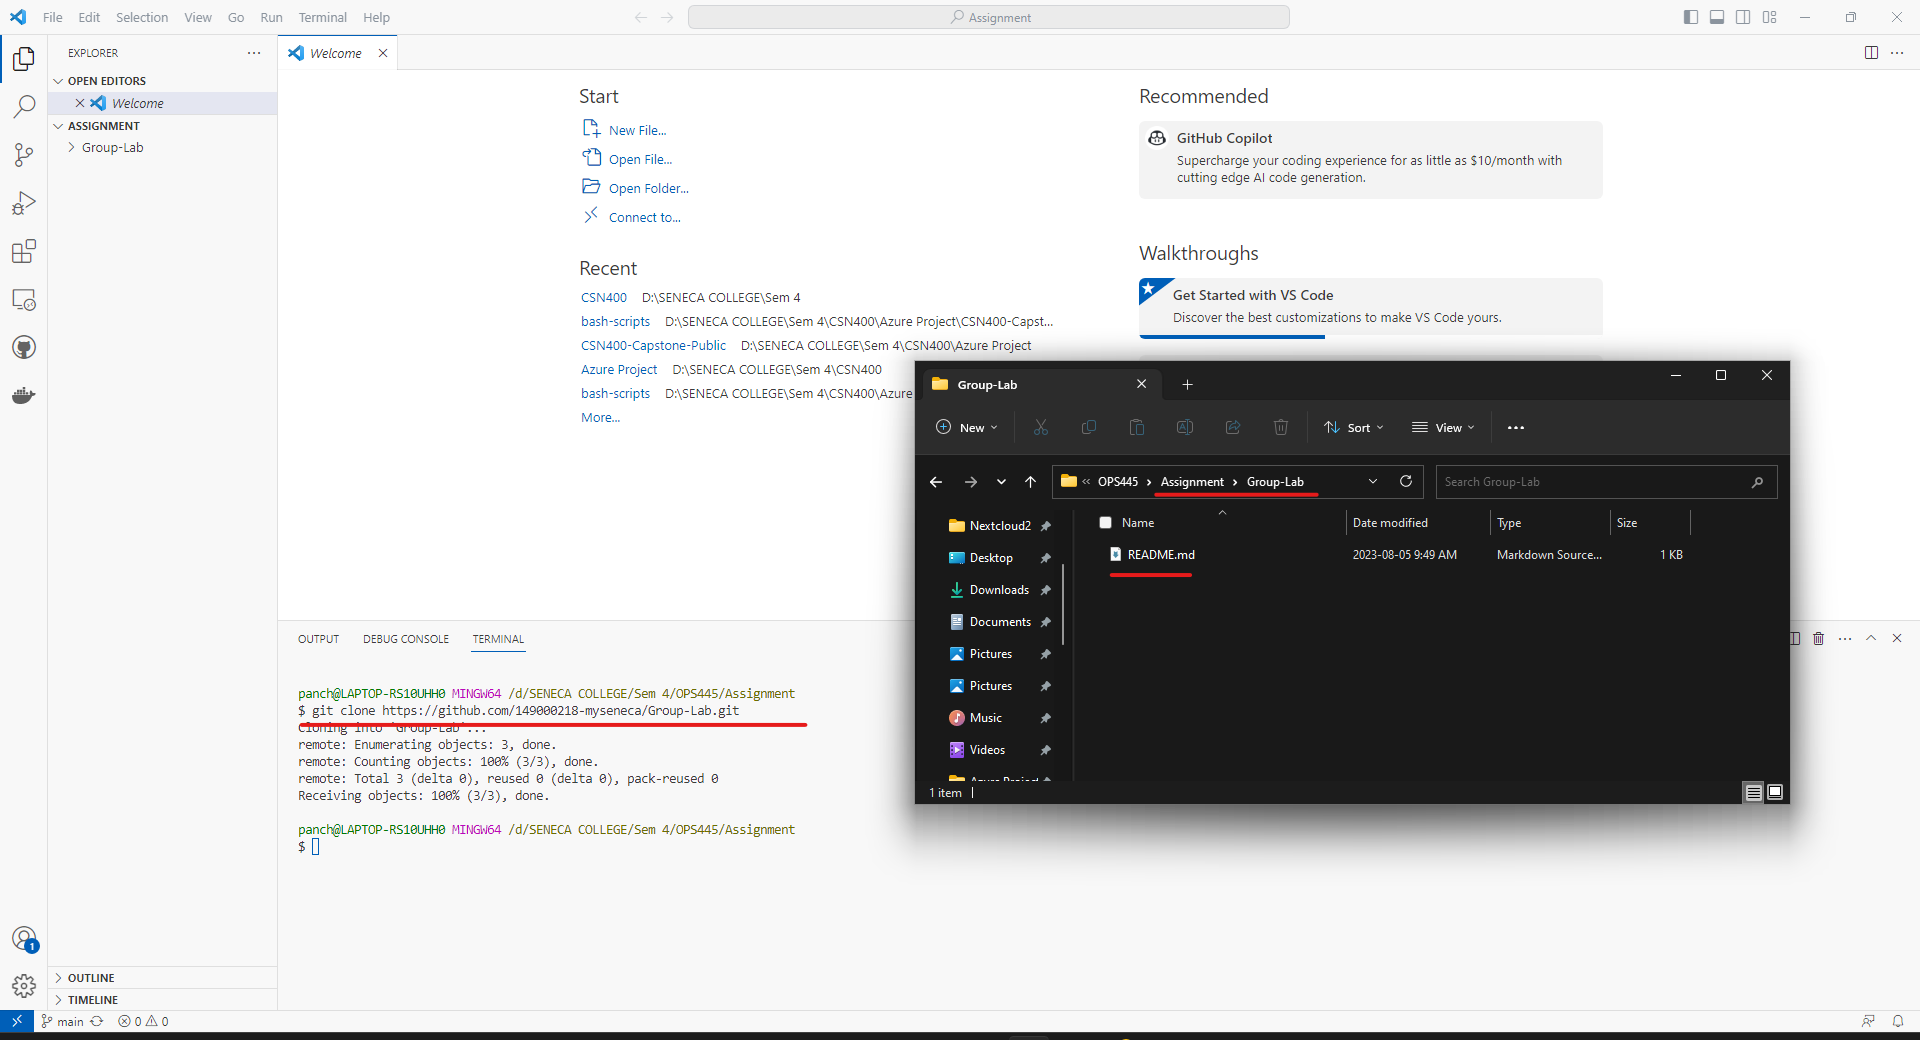 File Edit Selection View Go Run Terminal Help
Assignment
EXPLORER
OPEN EDITORS
Welcome
ASSIGNMENT
Group-Lab
OUTLINE
TIMELINE
main 0 0
1
Welcome
Start
New File...
Open File...
Open Folder...
Connect to...
Recent
CSN400 D:\SENECA COLLEGE\Sem 4
bash-scripts D:\SENECA COLLEGE\Sem 4\CSN400\Azure Project\CSN400-Capst...
CSN400-Capstone-Public D:\SENECA COLLEGE\Sem 4\CSN400\Azure Project
Azure Project D:\SENECA COLLEGE\Sem 4\CSN400
bash-scripts D:\SENECA COLLEGE\Sem 4\CSN400\Azure
More...
Recommended
GitHub Copilot
Supercharge your coding experience for as little as $10/month with
cutting edge AI code generation.
Walkthroughs
Get Started with VS Code
Discover the best customizations to make VS Code yours.
OUTPUT DEBUG CONSOLE TERMINAL
panch@LAPTOP-RS10UHH0 MINGW64 /d/SENECA COLLEGE/Sem 4/OPS445/Assignment
$ git clone https://github.com/149000218-myseneca/Group-Lab.git
Cloning into 'Group-Lab'...
remote: Enumerating objects: 3, done.
remote: Counting objects: 100% (3/3), done.
remote: Total 3 (delta 0), reused 0 (delta 0), pack-reused 0
Receiving objects: 100% (3/3), done.
panch@LAPTOP-RS10UHH0 MINGW64 /d/SENECA COLLEGE/Sem 4/OPS445/Assignment
$
Group-Lab
New Sort View
« OPS445 › Assignment › Group-Lab
Search Group-Lab
Nextcloud2
Desktop
Downloads
Documents
Pictures
Pictures
Music
Videos
Azure Project
Name Date modified Type Size
README.md 2023-08-05 9:49 AM Markdown Source... 1 KB
1 item